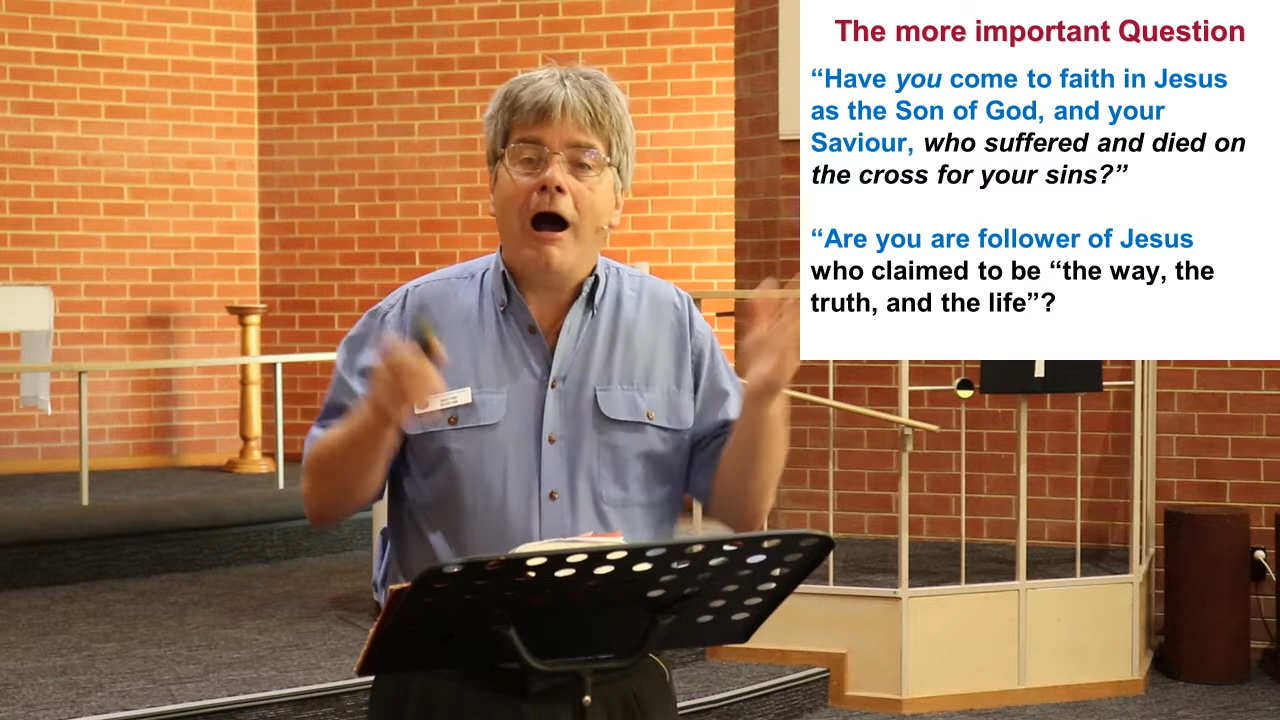 The more important Question
“Have you come to faith in Jesus
as the Son of God, and your
Saviour, who suffered and died on
the cross for your sins?”
“Are you are follower of Jesus
who claimed to be “the way, the
truth, and the life”?